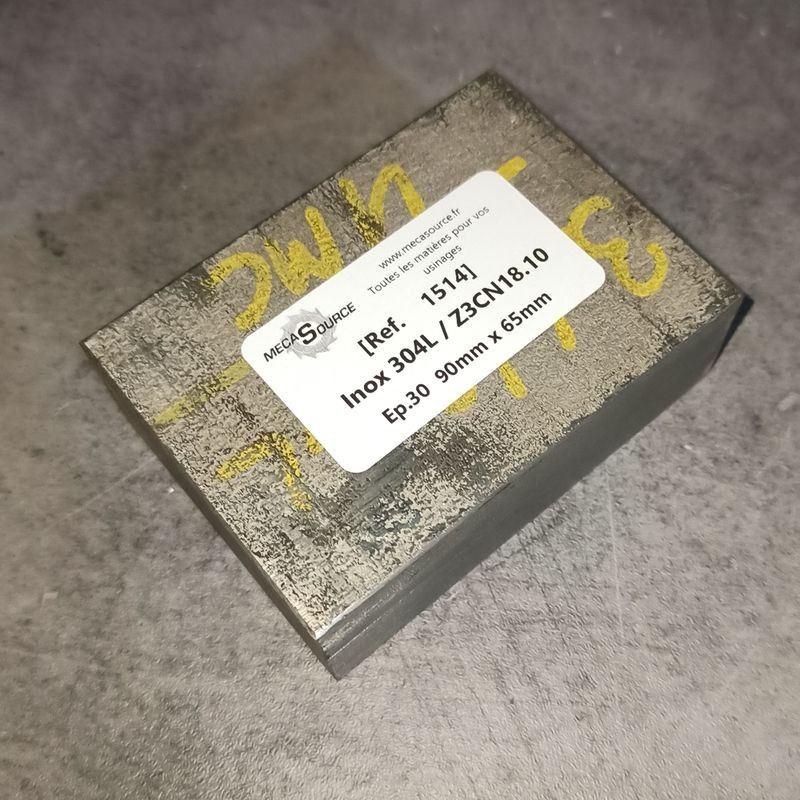 MECASOURCE
www.mecasource.fr
Toutes les matières pour vos
usinages
[Ref. 1514]
Inox 304L / Z3CN18.10
Ep.30 90mm x 65mm